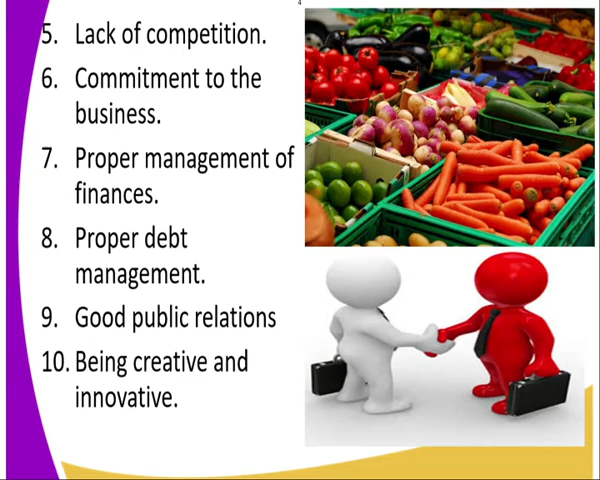 4
5. Lack of competition.
6. Commitment to the
business.
7. Proper management of
finances.
8. Proper debt
management.
9. Good public relations
10. Being creative and
innovative.